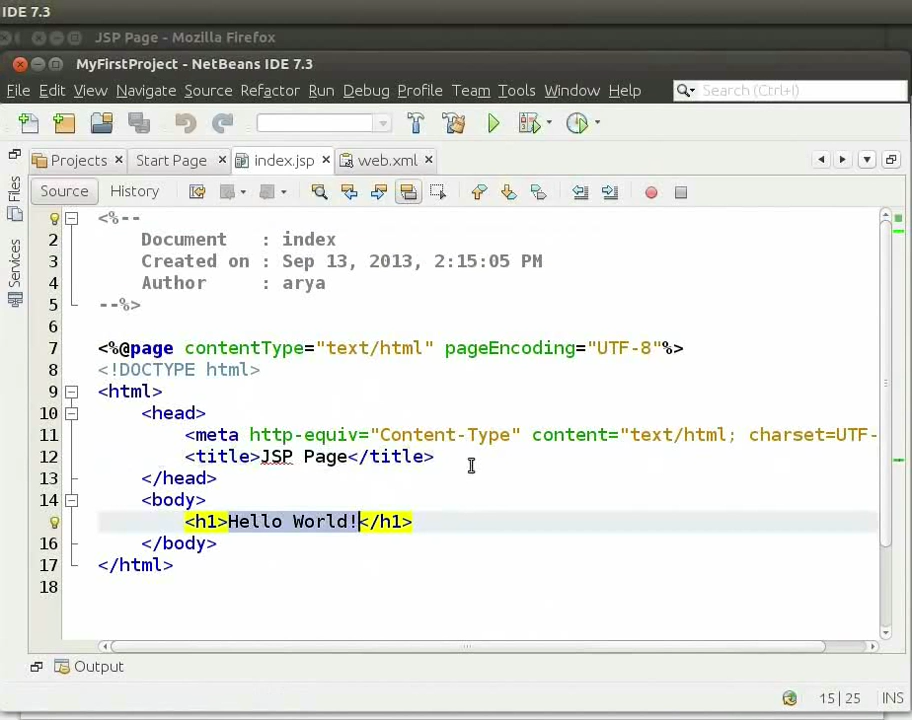 IDE 7.3
JSP Page - Mozilla Firefox
MyFirstProject - NetBeans IDE 7.3
File Edit View Navigate Source Refactor Run Debug Profile Team Tools Window Help Search (Ctrl+I)
Projects Start Page index.jsp web.xml
Files
Services
Source History
<%--
2 Document : index
3 Created on : Sep 13, 2013, 2:15:05 PM
4 Author : arya
5 --%>
6
7 <%@page contentType="text/html" pageEncoding="UTF-8"%>
8 <!DOCTYPE html>
9 <html>
10 <head>
11 <meta http-equiv="Content-Type" content="text/html; charset=UTF-
12 <title>JSP Page</title>
13 </head>
14 <body>
<h1>Hello World!</h1>
16 </body>
17 </html>
18
Output
15 | 25 INS